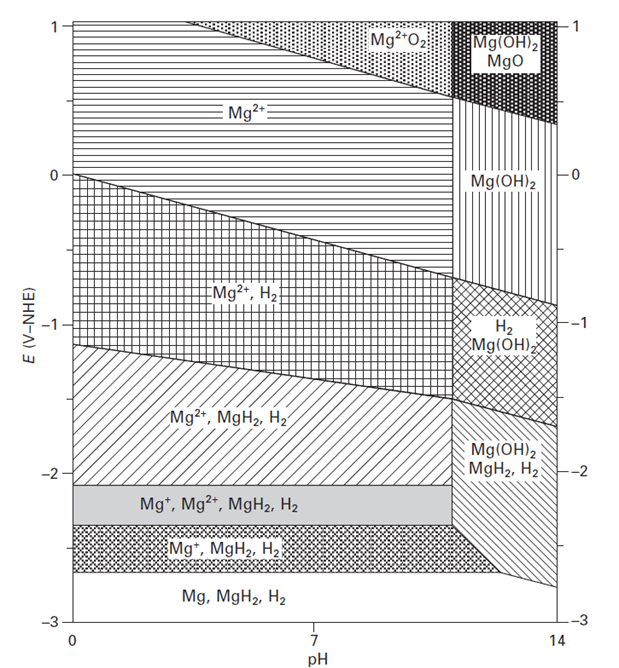 1
1
Mg²⁺O₂
Mg(OH)₂
MgO
Mg²⁺
0
0
Mg(OH)₂
Mg²⁺, H₂
H₂
Mg(OH)₂
E (V–NHE)
–1
–1
Mg²⁺, MgH₂, H₂
Mg(OH)₂
MgH₂, H₂
–2
–2
Mg⁺, Mg²⁺, MgH₂, H₂
Mg⁺, MgH₂, H₂
Mg, MgH₂, H₂
–3
–3
0
7
14
pH